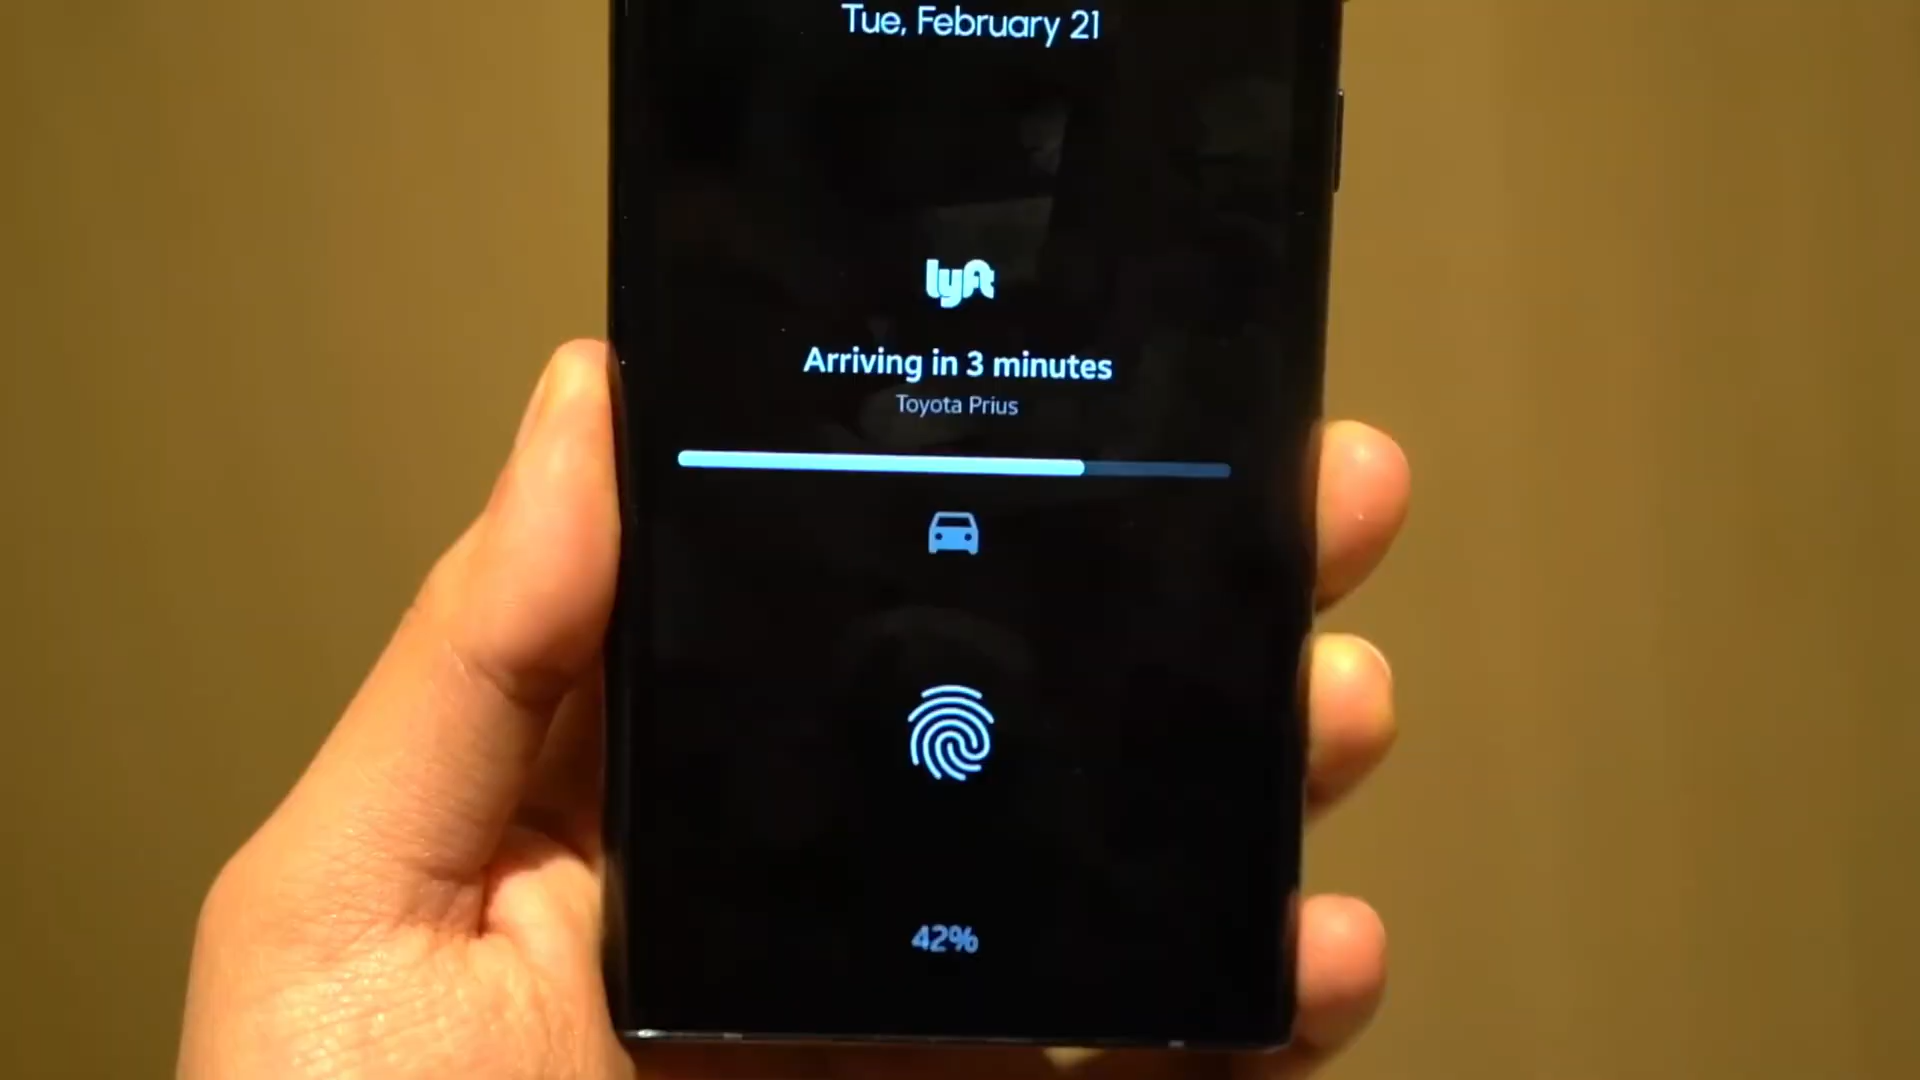 Tue, February 21
lyft
Arriving in 3 minutes
Toyota Prius
42%